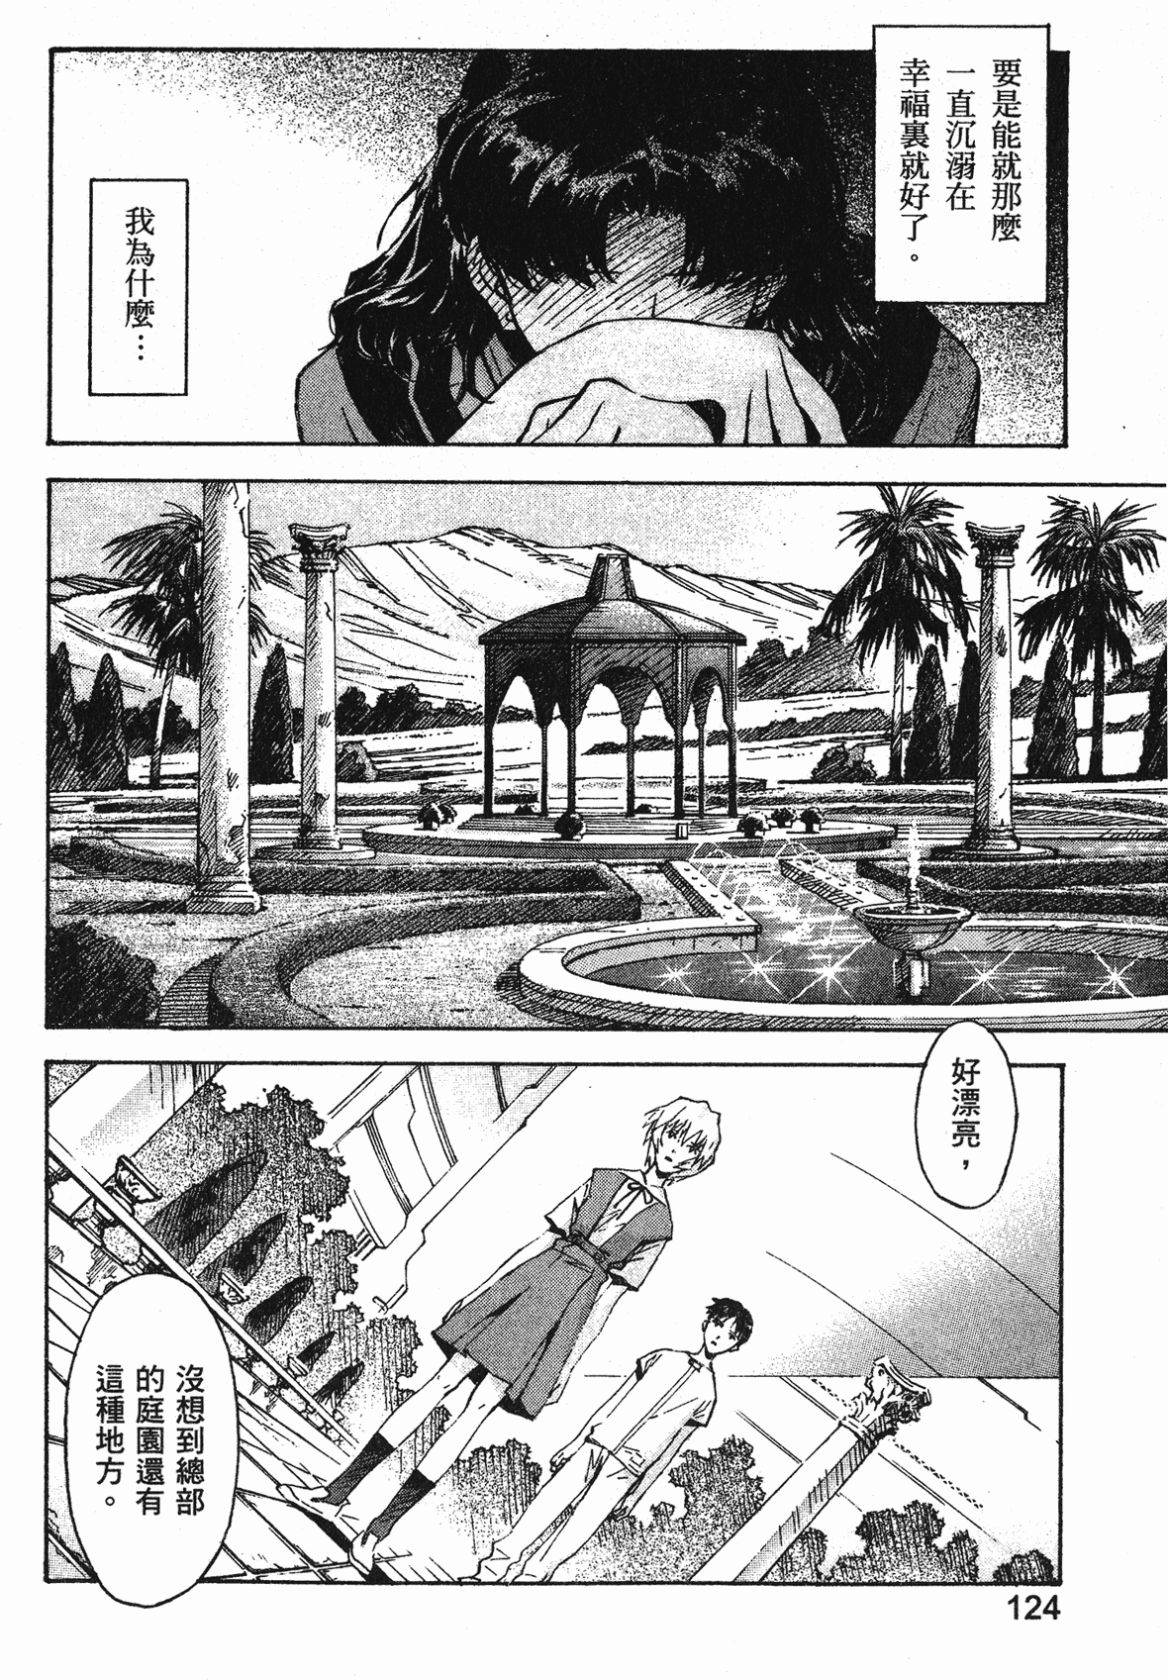 要是能就那麼
一直沉溺在
幸福裏就好了。
我為什麼…
好漂亮，
沒想到總部
的庭園還有
這種地方。
124